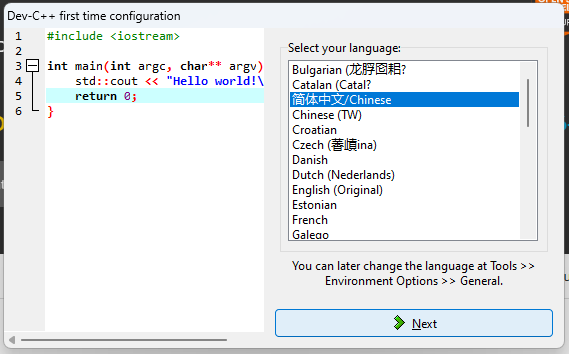 Dev-C++ first time configuration
1 #include <iostream>
2
3 int main(int argc, char** argv)
4 std::cout << "Hello world!\
5 return 0;
6 }
Select your language:
Bulgarian (龙脬囵耜?
Catalan (Catal?
简体中文/Chinese
Chinese (TW)
Croatian
Czech (萫嵮ina)
Danish
Dutch (Nederlands)
English (Original)
Estonian
French
Galego
You can later change the language at Tools >>
Environment Options >> General.
Next